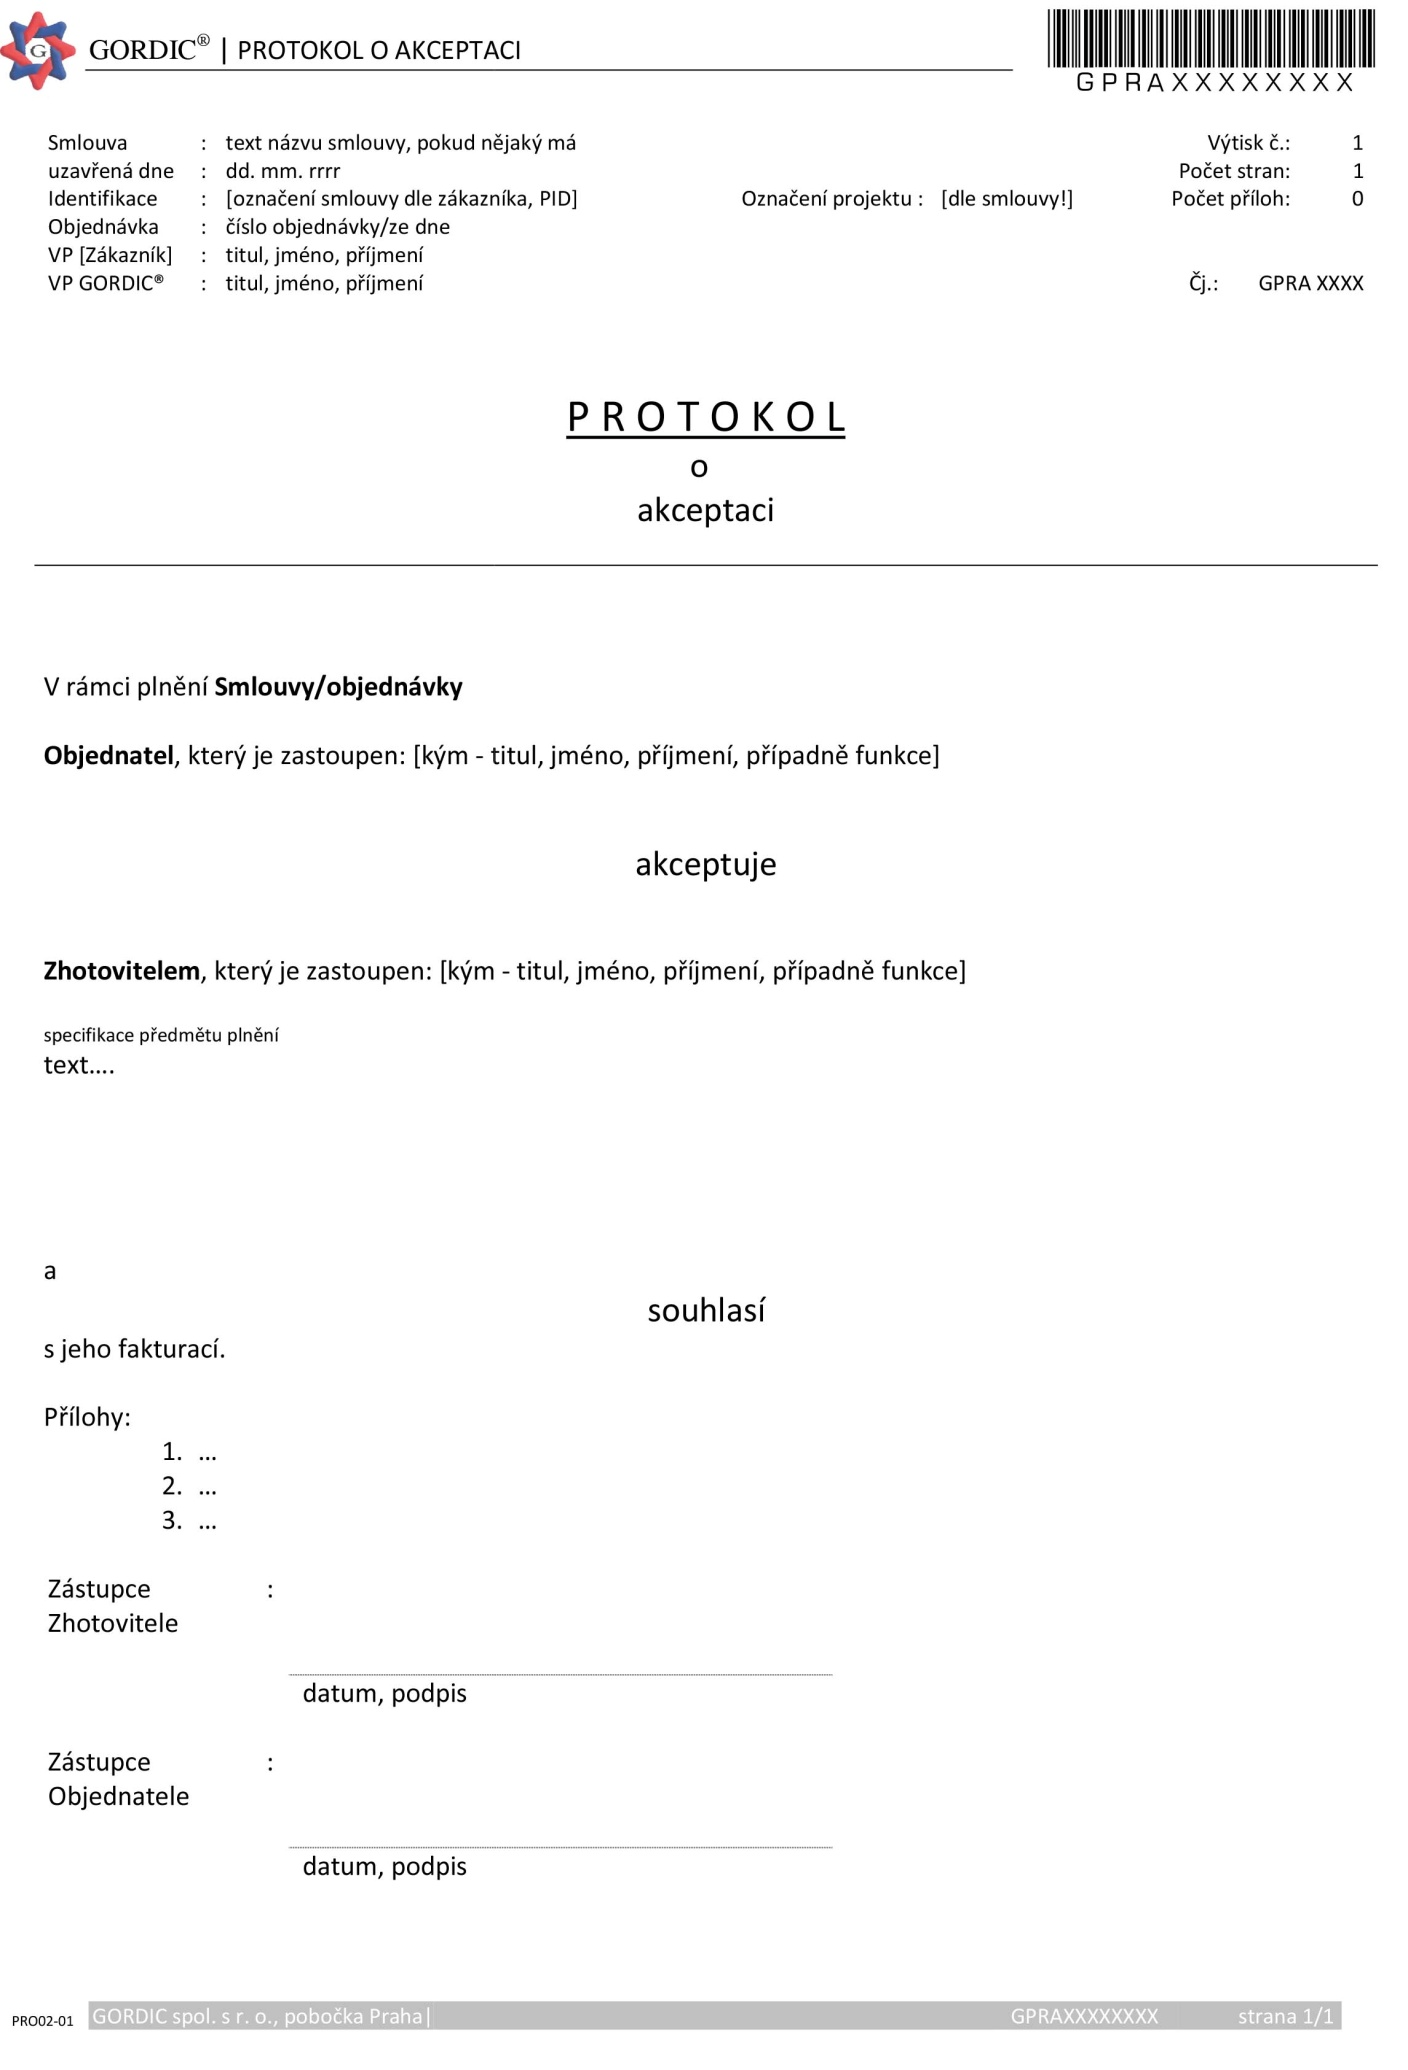 G GORDIC® | PROTOKOL O AKCEPTACI
GPRAXXXXXXXX
Smlouva : text názvu smlouvy, pokud nějaký má Výtisk č.: 1
uzavřená dne : dd. mm. rrrr Počet stran: 1
Identifikace : [označení smlouvy dle zákazníka, PID] Označení projektu : [dle smlouvy!] Počet příloh: 0
Objednávka : číslo objednávky/ze dne
VP [Zákazník] : titul, jméno, příjmení
VP GORDIC® : titul, jméno, příjmení Čj.: GPRA XXXX
P R O T O K O L
o
akceptaci
V rámci plnění Smlouvy/objednávky
Objednatel, který je zastoupen: [kým - titul, jméno, příjmení, případně funkce]
akceptuje
Zhotovitelem, který je zastoupen: [kým - titul, jméno, příjmení, případně funkce]
specifikace předmětu plnění
text....
a
souhlasí
s jeho fakturací.
Přílohy:
1. ...
2. ...
3. ...
Zástupce :
Zhotovitele
datum, podpis
Zástupce :
Objednatele
datum, podpis
PRO02-01 GORDIC spol. s r. o., pobočka Praha| GPRAXXXXXXXX strana 1/1